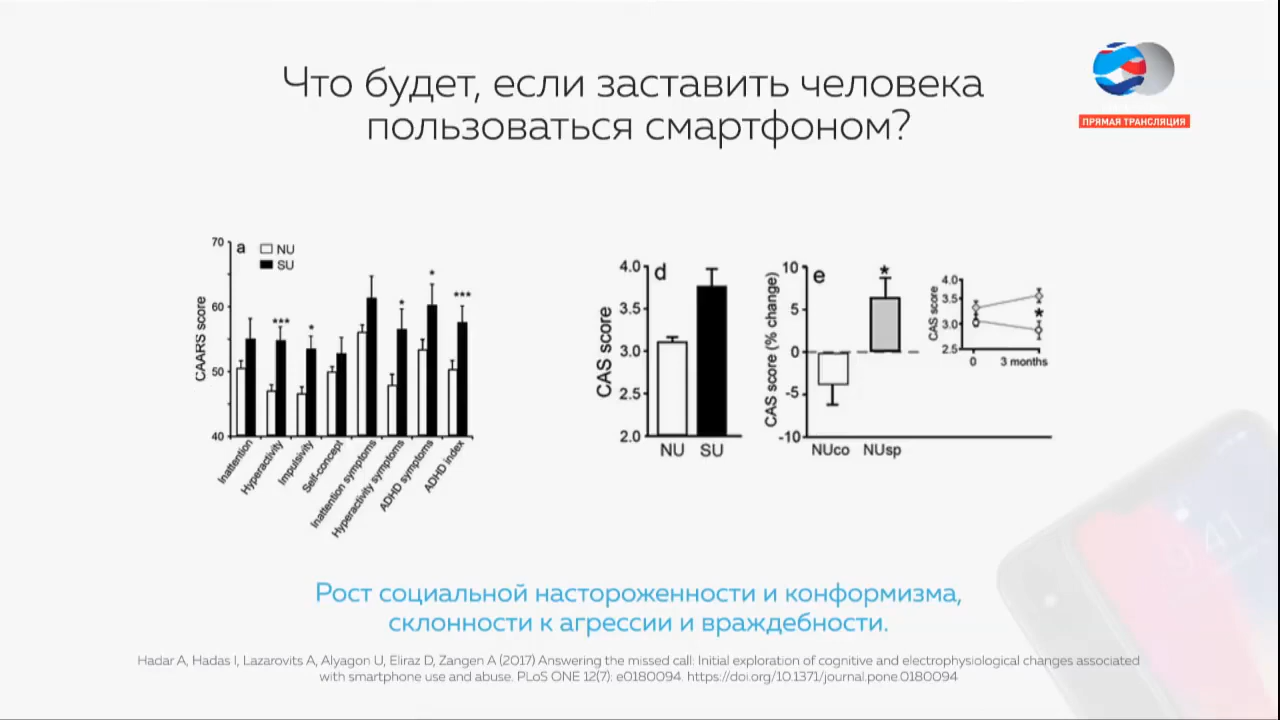 Что будет, если заставить человека
пользоваться смартфоном?
ПРЯМАЯ ТРАНСЛЯЦИЯ
a
NU
SU
CAARS score
70
60
50
40
***
*
*
*
***
Inattention
Hyperactivity
Impulsivity
Self-concept
Inattention symptoms
Hyperactivity symptoms
ADHD symptoms
ADHD index
d
CAS score
4.0
3.5
3.0
2.5
2.0
NU SU
e
CAS score (% change)
10
5
0
-5
-10
*
NUco NUsp
CAS score
4.0
3.5
3.0
2.5
*
0 3 months
9:41
Рост социальной настороженности и конформизма,
склонности к агрессии и враждебности.
Hadar A, Hadas I, Lazarovits A, Alyagon U, Eliraz D, Zangen A (2017) Answering the missed call: Initial exploration of cognitive and electrophysiological changes associated
with smartphone use and abuse. PLoS ONE 12(7): e0180094. https://doi.org/10.1371/journal.pone.0180094